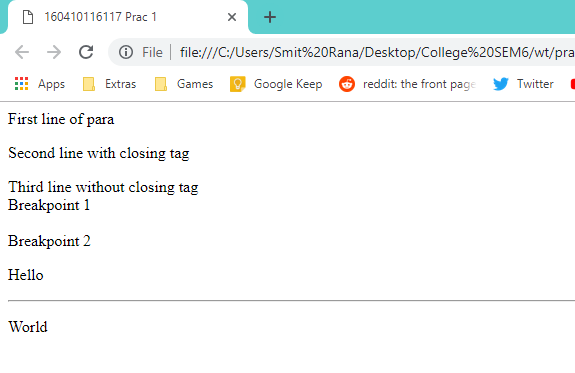 160410116117 Prac 1
File
file:///C:/Users/Smit%20Rana/Desktop/College%20SEM6/wt/pra
Apps
Extras
Games
Google Keep
reddit: the front page
Twitter
First line of para
Second line with closing tag
Third line without closing tag
Breakpoint 1
Breakpoint 2
Hello
World